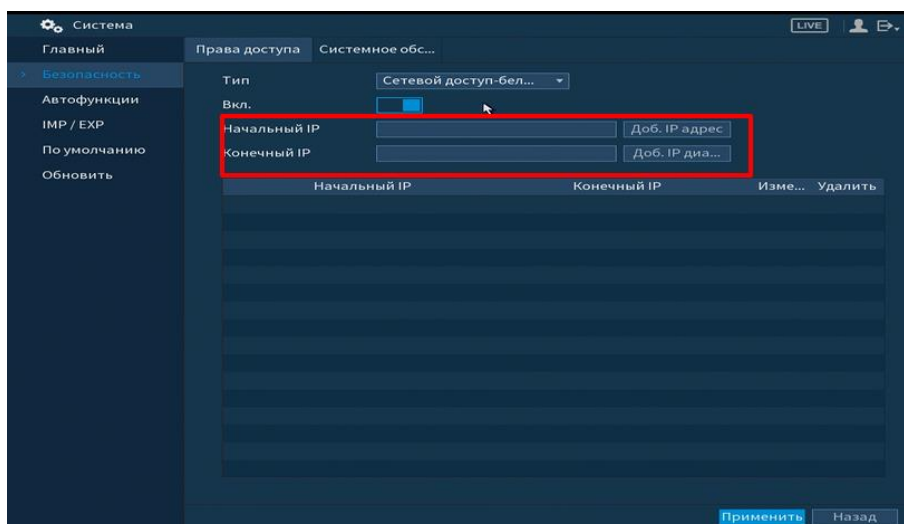 Система LIVE
Главный Права доступа Системное обс...
Безопасность Тип Сетевой доступ-бел...
Автофункции Вкл.
IMP / EXP Начальный IP Доб. IP адрес
По умолчанию Конечный IP Доб. IP диа...
Обновить
Начальный IP Конечный IP Изме... Удалить
Применить Назад